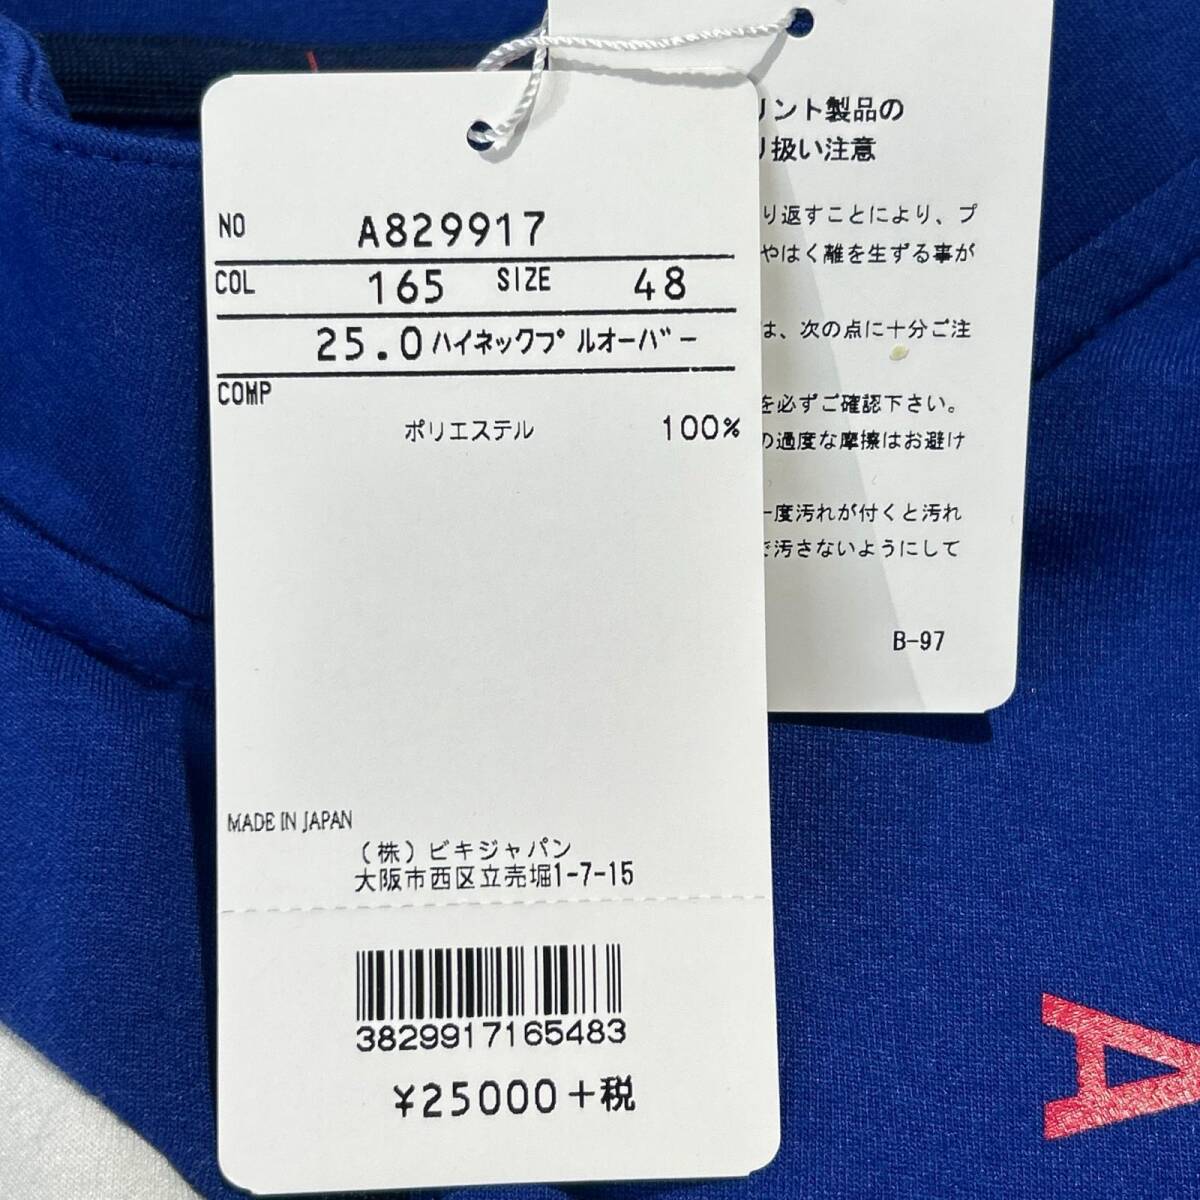 NO A829917
COL 165 SIZE 48
25.0ハイネックプルオーバー
COMP
ポリエステル 100%
MADE IN JAPAN
（株）ビキジャパン
大阪市西区立売堀1-7-15
3829917165483
¥25000+税
リント製品の
り扱い注意
り返すことにより、プ
やはく離を生ずる事が
は、次の点に十分ご注
を必ずご確認下さい。
の過度な摩擦はお避け
一度汚れが付くと汚れ
で汚さないようにして
B-97
A